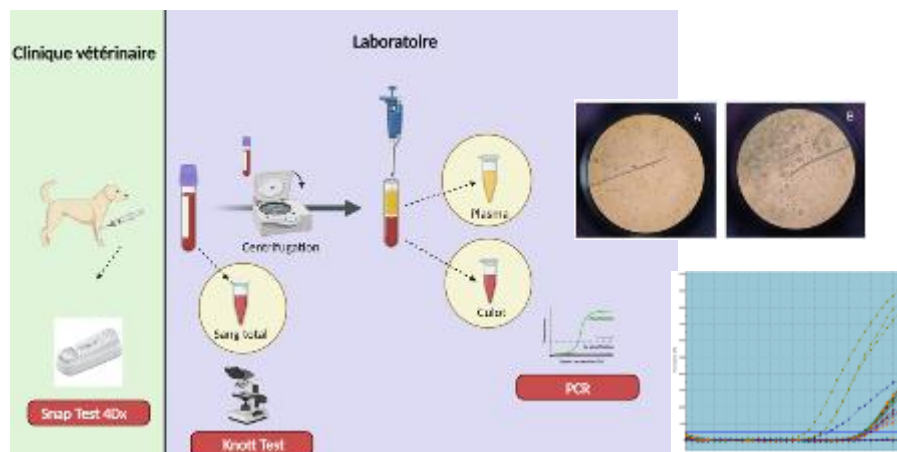 Clinique vétérinaire
Laboratoire
A
B
Plasma
Centrifugation
Culot
Sang total
PCR
Snap Test 4Dx
Knott Test